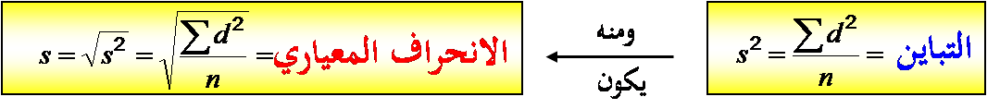 التباين = s² = ∑d² / n
ومنه
يكون
الانحراف المعياري = s = √s² = √(∑d² / n)